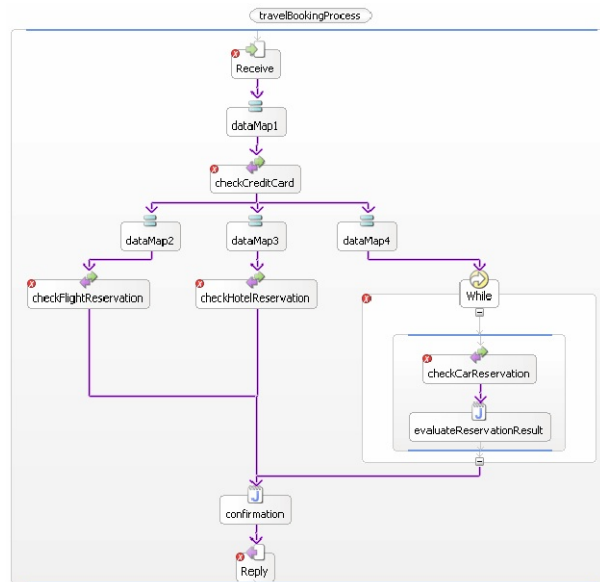 travelBookingProcess
Receive
dataMap1
checkCreditCard
dataMap2
dataMap3
dataMap4
checkFlightReservation
checkHotelReservation
While
checkCarReservation
evaluateReservationResult
confirmation
Reply